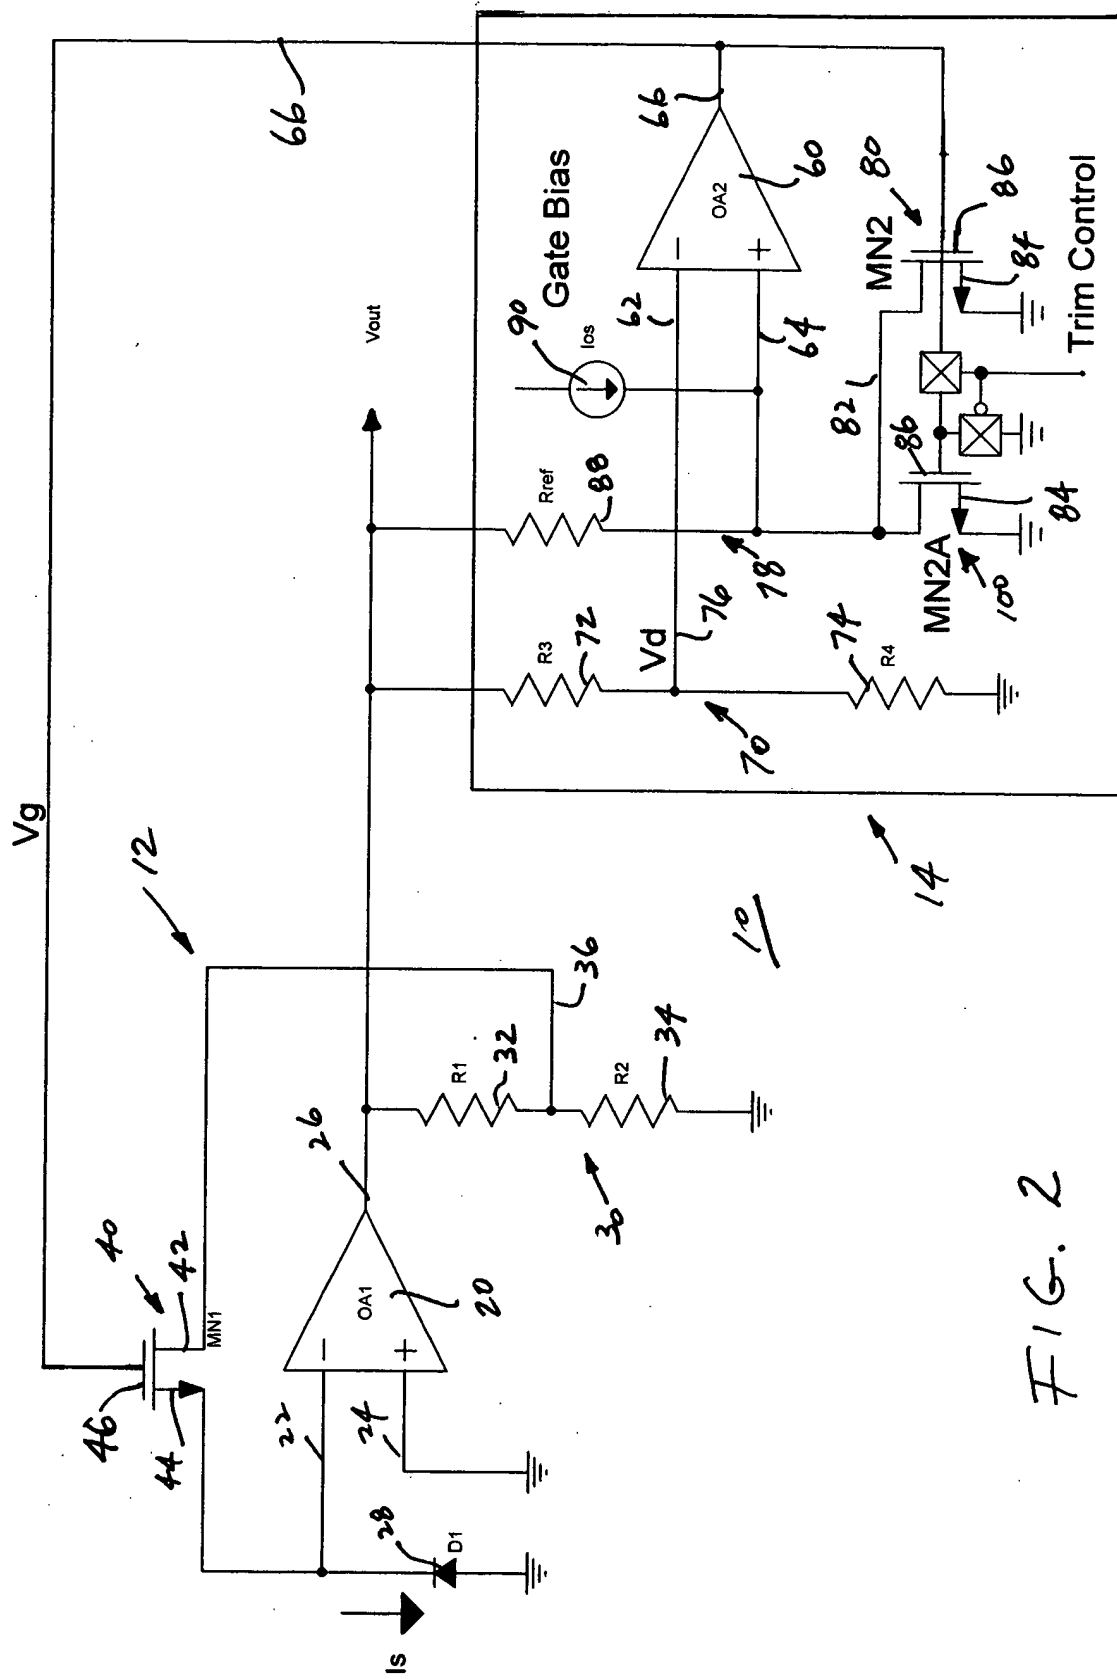 Vg
66
12
40
42
46
44
MN1
Is
22
24
28
D1
OA1
−
+
20
26
R1
32
R2
34
30
36
10
14
Vout
Gate Bias
90
Ios
Rref
88
R3
72
Vd
76
78
70
74
R4
62
64
−
+
OA2
60
66
82
MN2
80
86
84
86
84
MN2A
100
Trim Control
FIG. 2